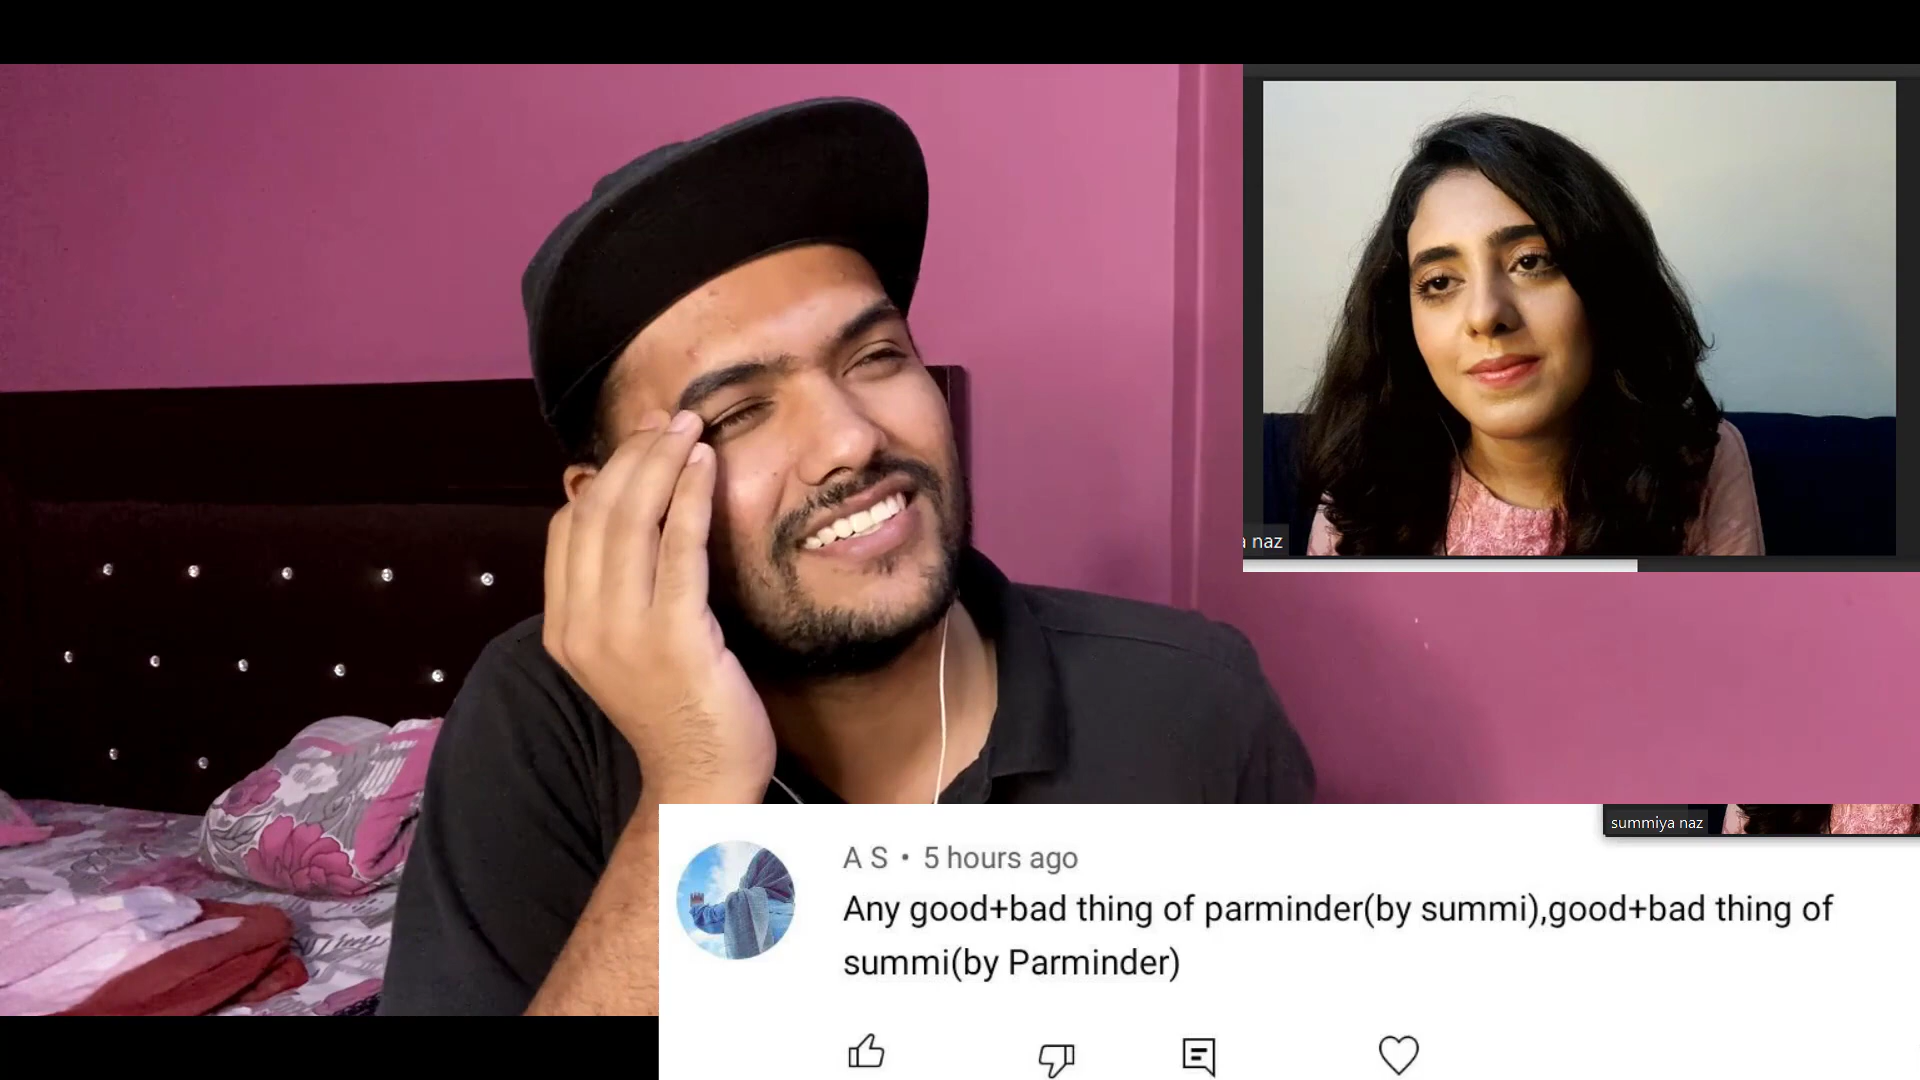 a naz
summiya naz
A S • 5 hours ago
Any good+bad thing of parminder(by summi),good+bad thing of
summi(by Parminder)